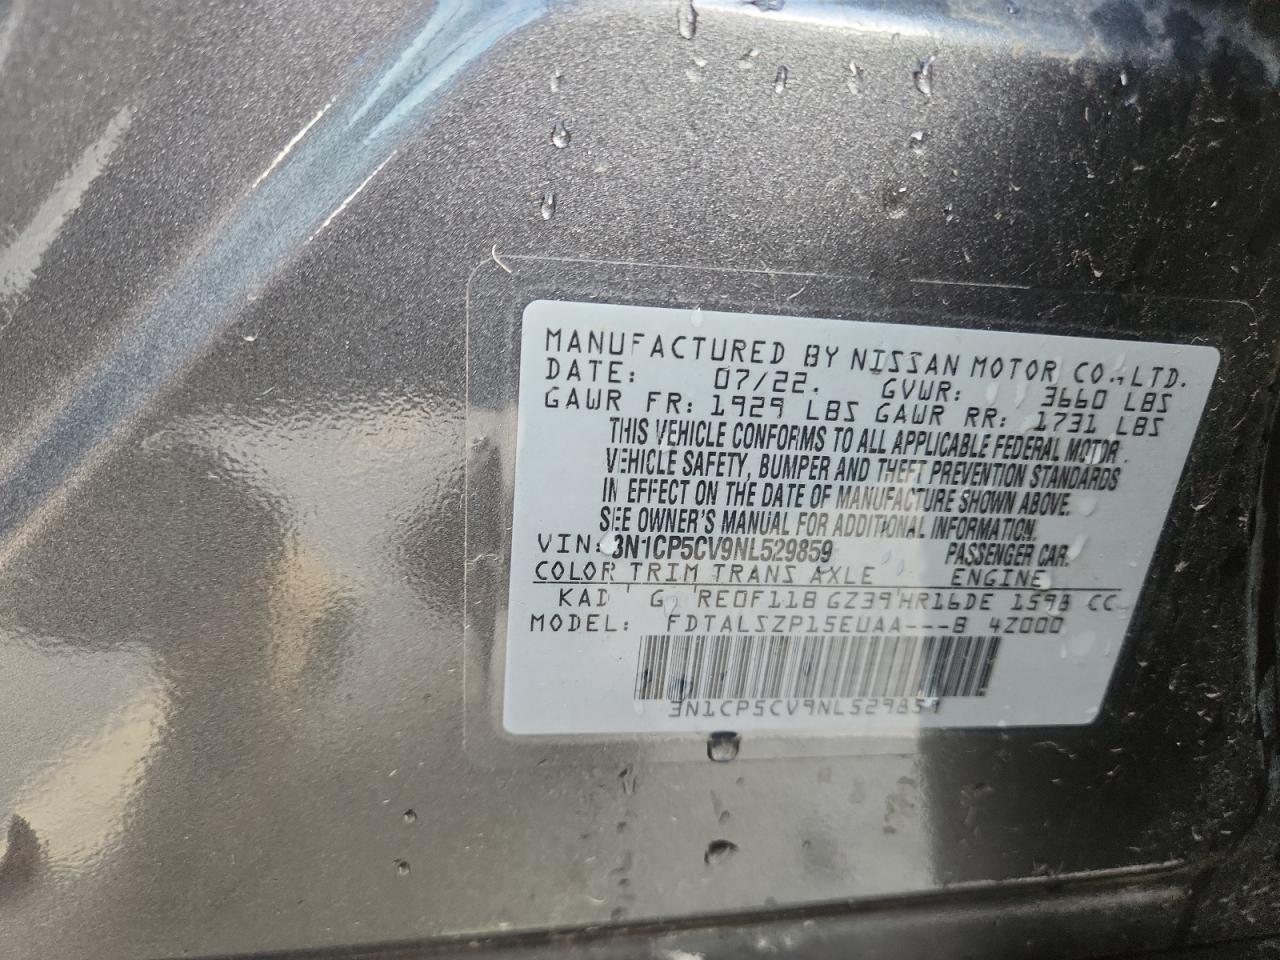 MANUFACTURED BY NISSAN MOTOR CO., LTD.
DATE: 07/22. GVWR: 3660 LBS
GAWR FR: 1929 LBS GAWR RR: 1731 LBS
THIS VEHICLE CONFORMS TO ALL APPLICABLE FEDERAL MOTOR
VEHICLE SAFETY, BUMPER AND THEFT PREVENTION STANDARDS
IN EFFECT ON THE DATE OF MANUFACTURE SHOWN ABOVE.
SEE OWNER'S MANUAL FOR ADDITIONAL INFORMATION.
VIN: 3N1CP5CV9NL529859 PASSENGER CAR.
COLOR TRIM TRANS AXLE ENGINE
KAD G RE0F11B GZ39 HR16DE 1598 CC
MODEL: FDTALSZP15EUAA---B 4Z000
3N1CP5CV9NL529859